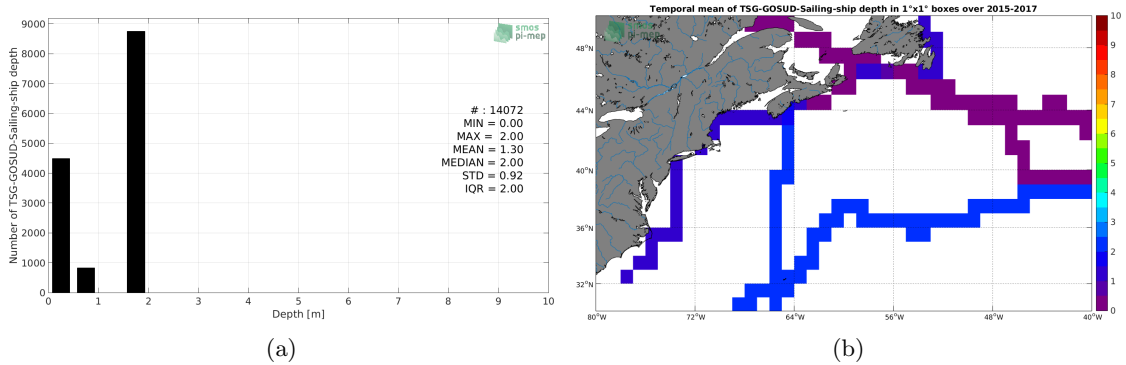 smos
pi-mep
9000
8000
7000
6000
5000
4000
3000
2000
1000
0
Number of TSG-GOSUD-Sailing-ship depth
# : 14072
MIN = 0.00
MAX = 2.00
MEAN = 1.30
MEDIAN = 2.00
STD = 0.92
IQR = 2.00
0 1 2 3 4 5 6 7 8 9 10
Depth [m]
(a)
Temporal mean of TSG-GOSUD-Sailing-ship depth in 1°x1° boxes over 2015-2017
smos
pi-mep
48°N
44°N
40°N
36°N
32°N
80°W 72°W 64°W 56°W 48°W 40°W
10
9
8
7
6
5
4
3
2
1
0
(b)